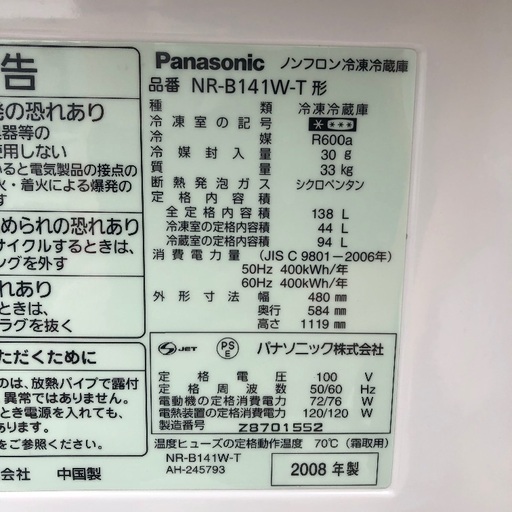 告
発の恐れあり
器等の
使用しない
いると電気製品の接点の
火・着火による爆発の
す
められの恐れあり
サイクルするときは、
ングを外す
れあり
ときは、
ラグを抜く
ただくために
のは、放熱パイプで露付
異常ではありません。
とき電源を入れても、
あります。
をご参照ください。
会社 中国製
Panasonic ノンフロン冷凍冷蔵庫
品番 NR-B141W-T 形
種類 冷凍冷蔵庫
冷凍室の記号 ＊***
冷媒 R600a
冷媒封入量 30 g
質量 33 kg
断熱発泡ガス シクロペンタン
定格内容積
全定格内容積 138 L
冷凍室の定格内容積 44 L
冷蔵室の定格内容積 94 L
消費電力量 (JIS C 9801-2006年)
50Hz 400kWh/年
60Hz 400kWh/年
外形寸法 幅 480 mm
奥行 584 mm
高さ 1119 mm
JET PSE パナソニック株式会社
定格電圧 100 V
定格周波数 50/60 Hz
電動機の定格消費電力 72/76 W
電熱装置の定格消費電力 120/120 W
製造番号 Z8701552
温度ヒューズの定格動作温度 70℃ (霜取用)
NR-B141W-T
AH-245793
2008 年製